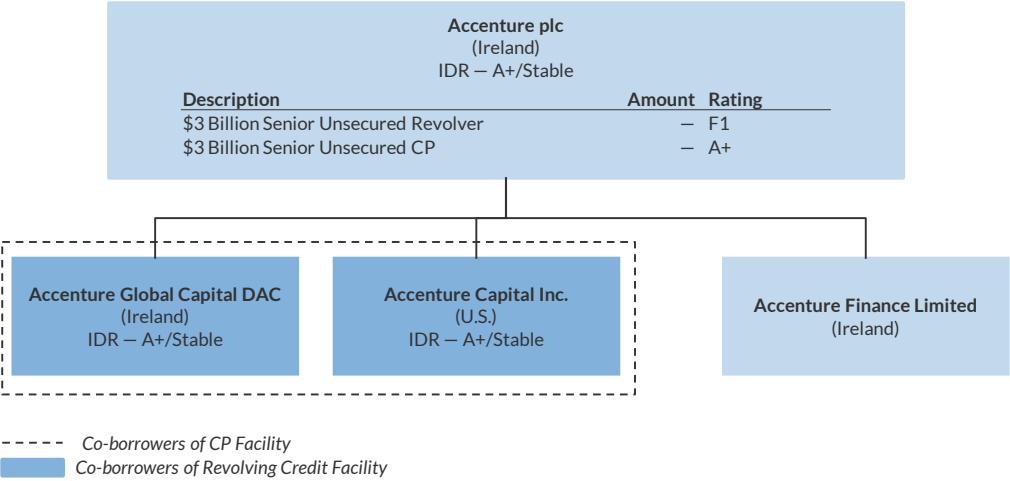 Accenture plc
(Ireland)
IDR — A+/Stable
Description Amount Rating
$3 Billion Senior Unsecured Revolver — F1
$3 Billion Senior Unsecured CP — A+
Accenture Global Capital DAC
(Ireland)
IDR — A+/Stable
Accenture Capital Inc.
(U.S.)
IDR — A+/Stable
Accenture Finance Limited
(Ireland)
Co-borrowers of CP Facility
Co-borrowers of Revolving Credit Facility